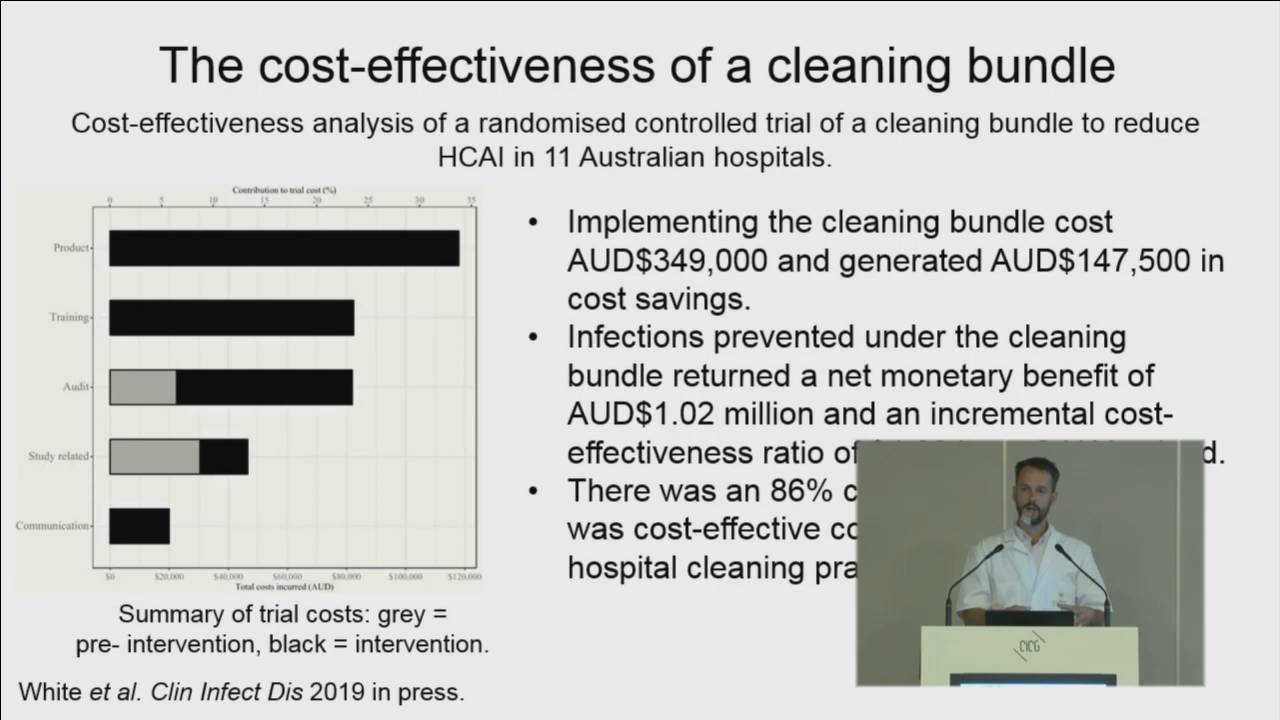 The cost-effectiveness of a cleaning bundle
Cost-effectiveness analysis of a randomised controlled trial of a cleaning bundle to reduce
HCAI in 11 Australian hospitals.
Contribution to trial cost (%)
0 5 10 15 20 25 30 35
Product
Training
Audit
Study related
Communication
$0 $20,000 $40,000 $60,000 $80,000 $100,000 $120,000
Total costs incurred (AUD)
Summary of trial costs: grey =
pre- intervention, black = intervention.
White et al. Clin Infect Dis 2019 in press.
• Implementing the cleaning bundle cost
AUD$349,000 and generated AUD$147,500 in
cost savings.
• Infections prevented under the cleaning
bundle returned a net monetary benefit of
AUD$1.02 million and an incremental cost-
effectiveness ratio of d.
• There was an 86% c
was cost-effective co
hospital cleaning pra
CICG